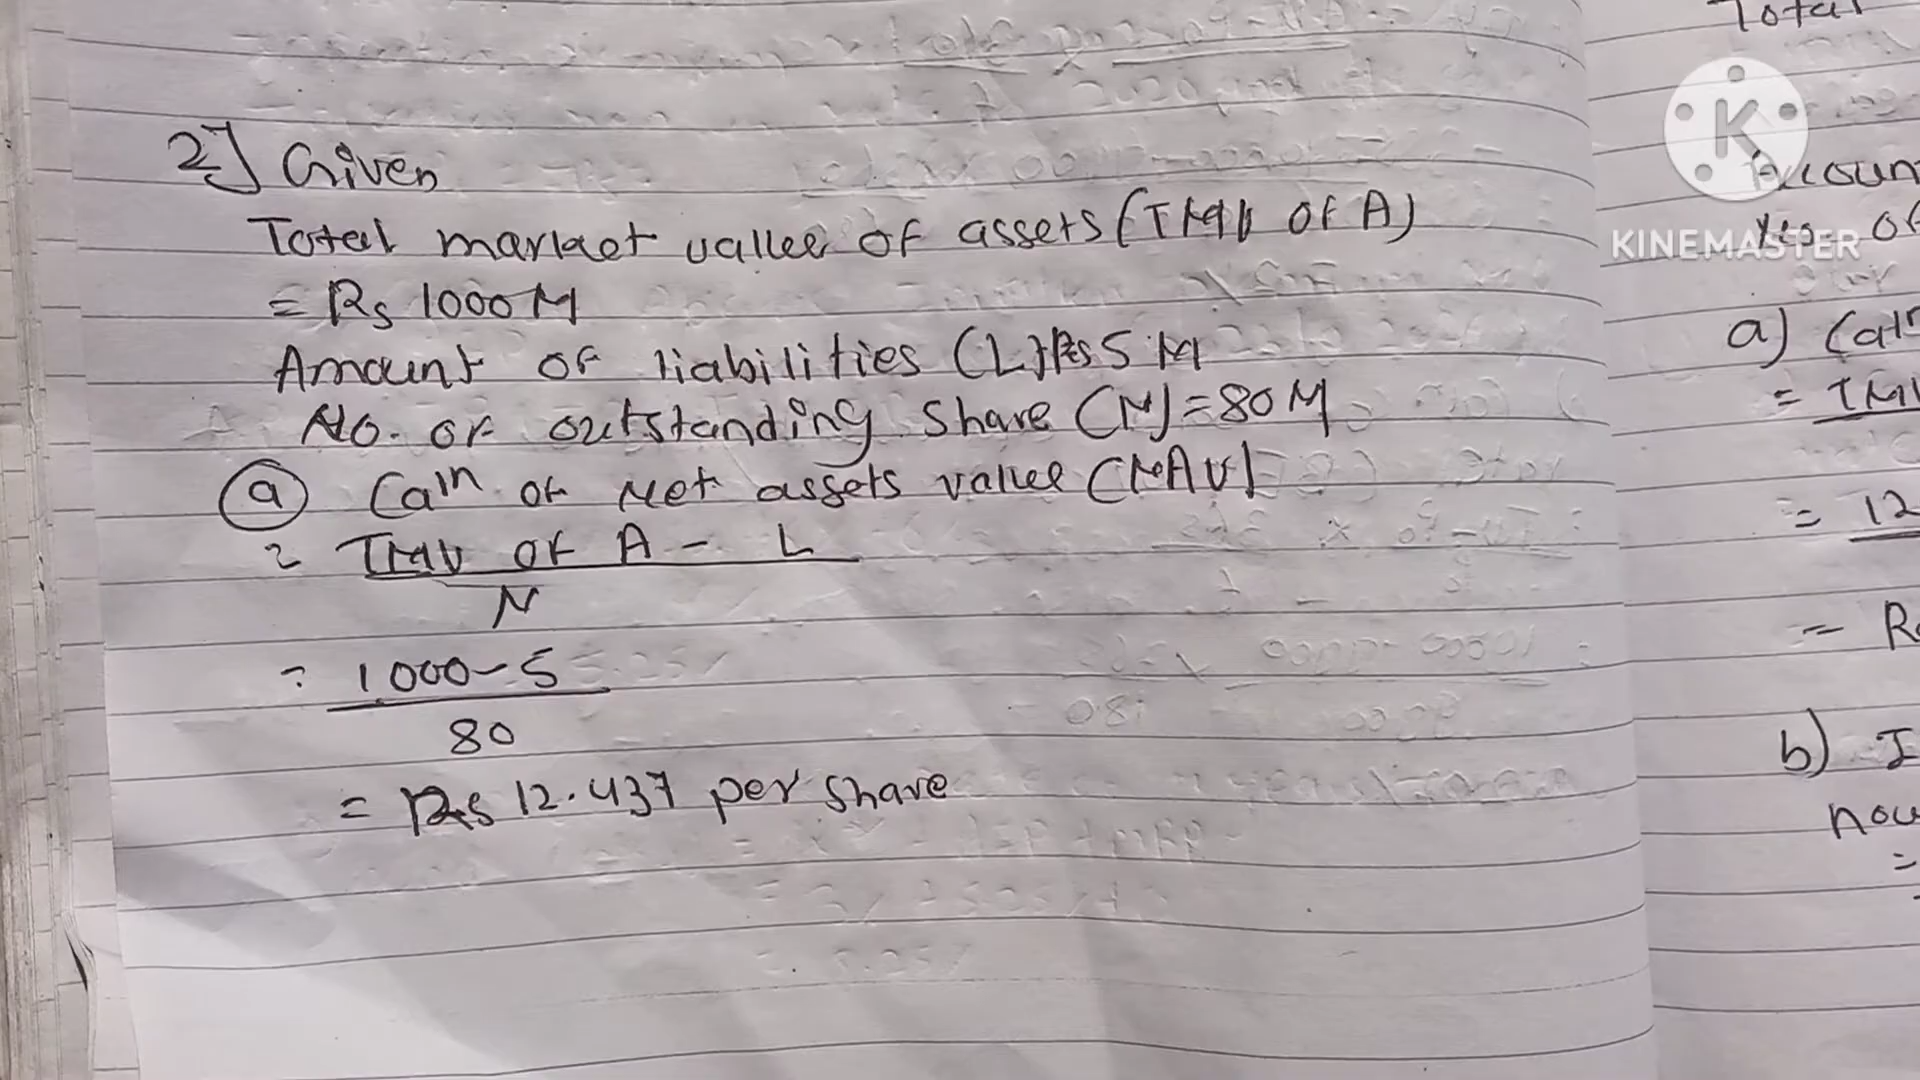 2) Given
Total market value of assets (TMV of A)
= Rs 1000 M
Amount of liabilities (L) Rs 5 M
No. of outstanding share (N) = 80 M
(a) Caln of Net assets value (NAV)
= TMV of A - L
N
= 1000 - 5
80
= Rs 12.437 per share
Total
KINEMASTER
of
a) Caln
= TMV
= 12
= R
b) I
now
=